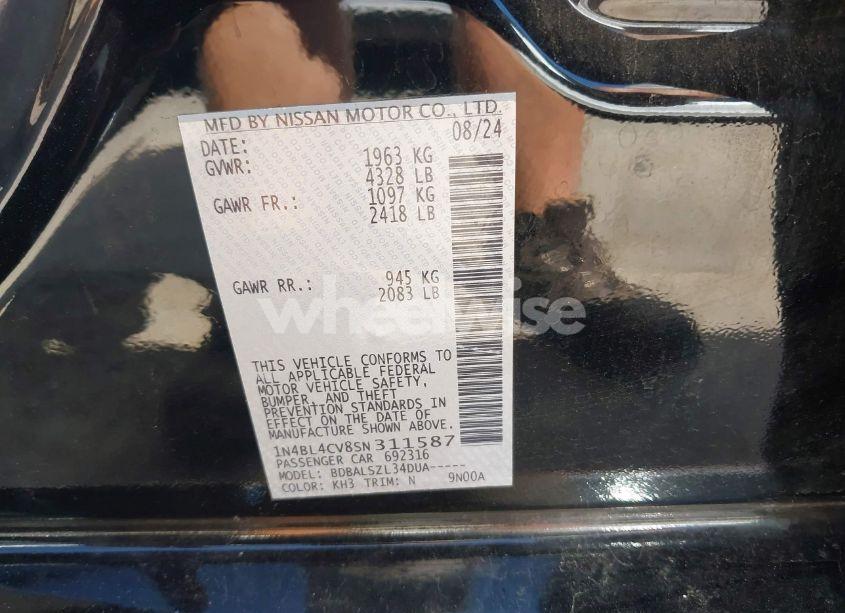 MFD BY NISSAN MOTOR CO., LTD.
DATE: 08/24
GVWR: 1963 KG
4328 LB
GAWR FR.: 1097 KG
2418 LB
GAWR RR.: 945 KG
2083 LB
wheelwise
THIS VEHICLE CONFORMS TO
ALL APPLICABLE FEDERAL
MOTOR VEHICLE SAFETY,
BUMPER, AND THEFT
PREVENTION STANDARDS IN
EFFECT ON THE DATE OF
MANUFACTURE SHOWN ABOVE.
1N4BL4CV8SN311587
PASSENGER CAR 692316
MODEL: BDBALSZL34DUA-----
COLOR: KH3 TRIM: N 9N00A